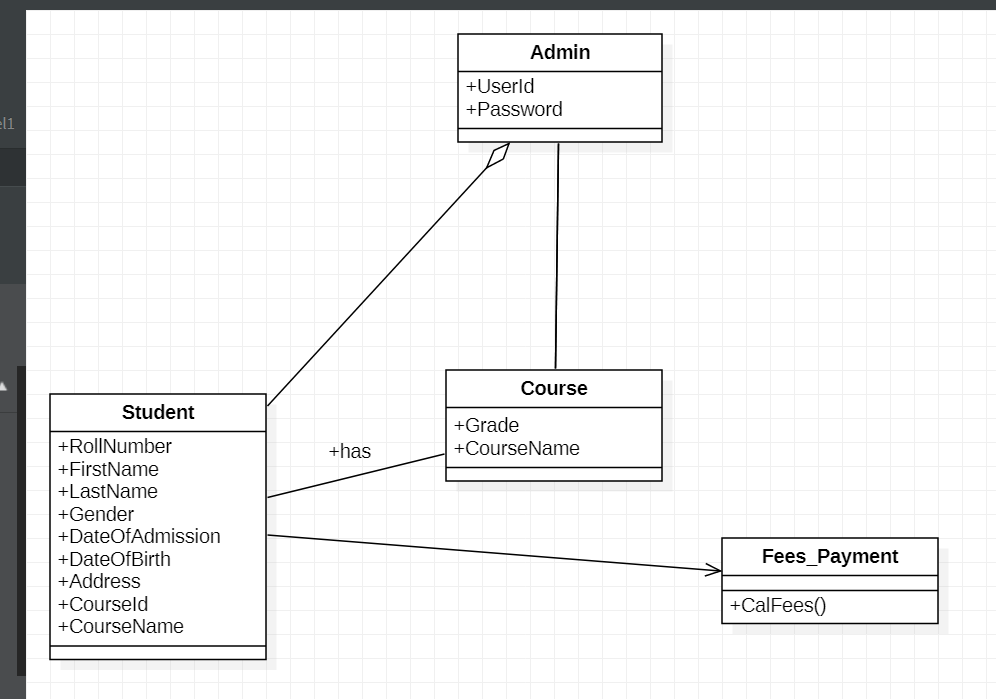 Admin
+UserId
+Password
el1
Course
+Grade
+CourseName
Student
+RollNumber
+FirstName
+LastName
+Gender
+DateOfAdmission
+DateOfBirth
+Address
+CourseId
+CourseName
+has
Fees_Payment
+CalFees()